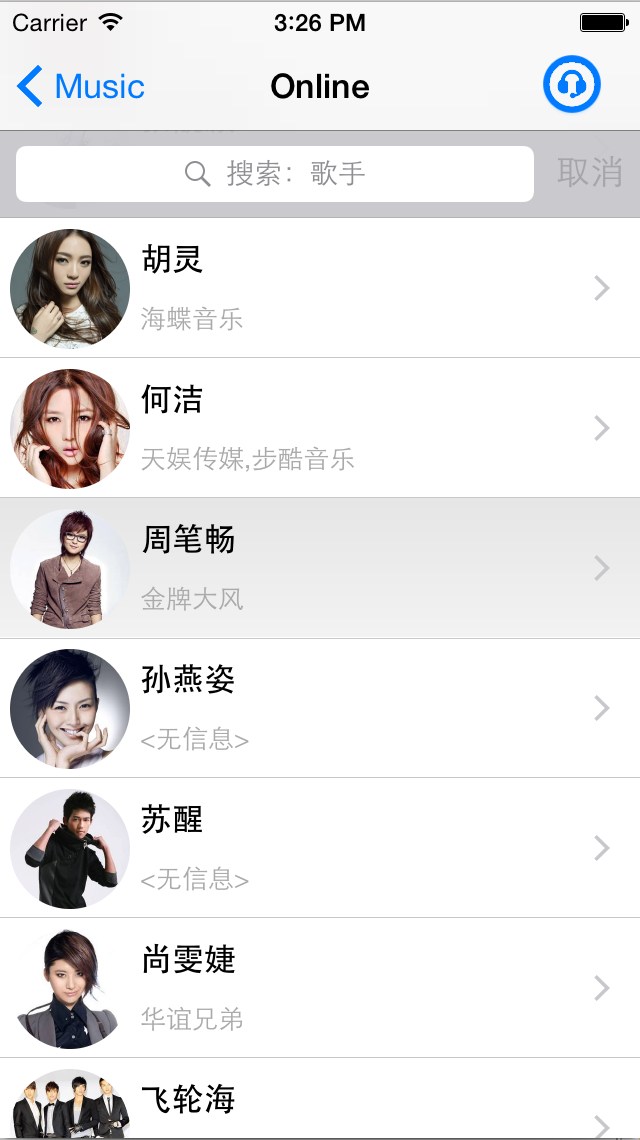 Carrier 3:26 PM
Music Online
搜索：歌手 取消
胡灵
海蝶音乐
何洁
天娱传媒,步酷音乐
周笔畅
金牌大风
孙燕姿
<无信息>
苏醒
<无信息>
尚雯婕
华谊兄弟
飞轮海